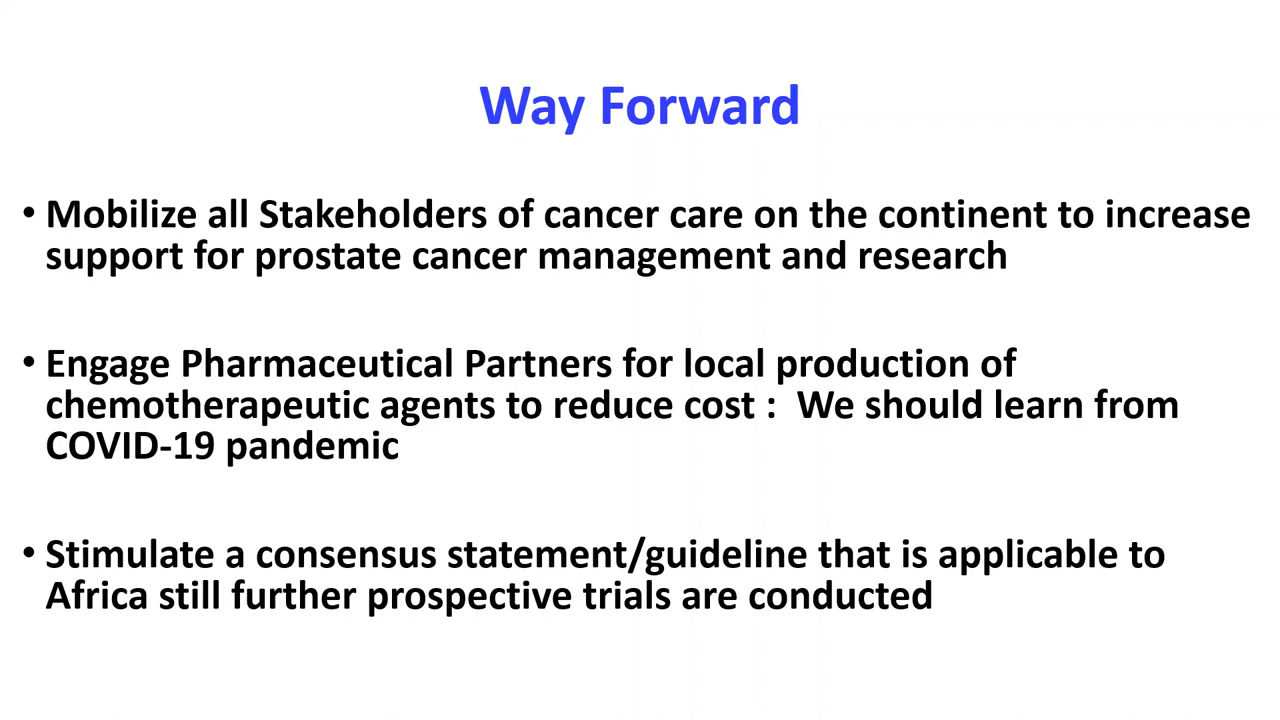 Way Forward
• Mobilize all Stakeholders of cancer care on the continent to increase
support for prostate cancer management and research
• Engage Pharmaceutical Partners for local production of
chemotherapeutic agents to reduce cost :  We should learn from
COVID-19 pandemic
• Stimulate a consensus statement/guideline that is applicable to
Africa still further prospective trials are conducted